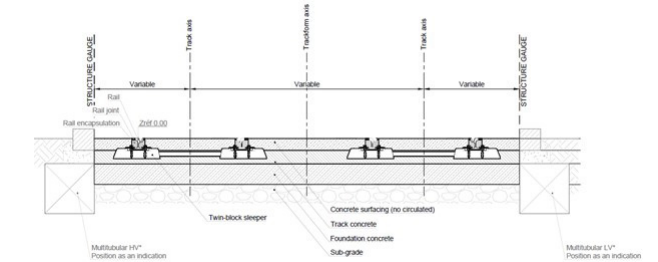 STRUCTURE GAUGE
Track axis
Trackform axis
Track axis
STRUCTURE GAUGE
Variable
Variable
Variable
Rail
Rail joint
Rail encapsulation
Zréf 0.00
Twin-block sleeper
Concrete surfacing (no circulated)
Track concrete
Foundation concrete
Sub-grade
Multitubular HV*
Position as an indication
Multitubular LV*
Position as an indication